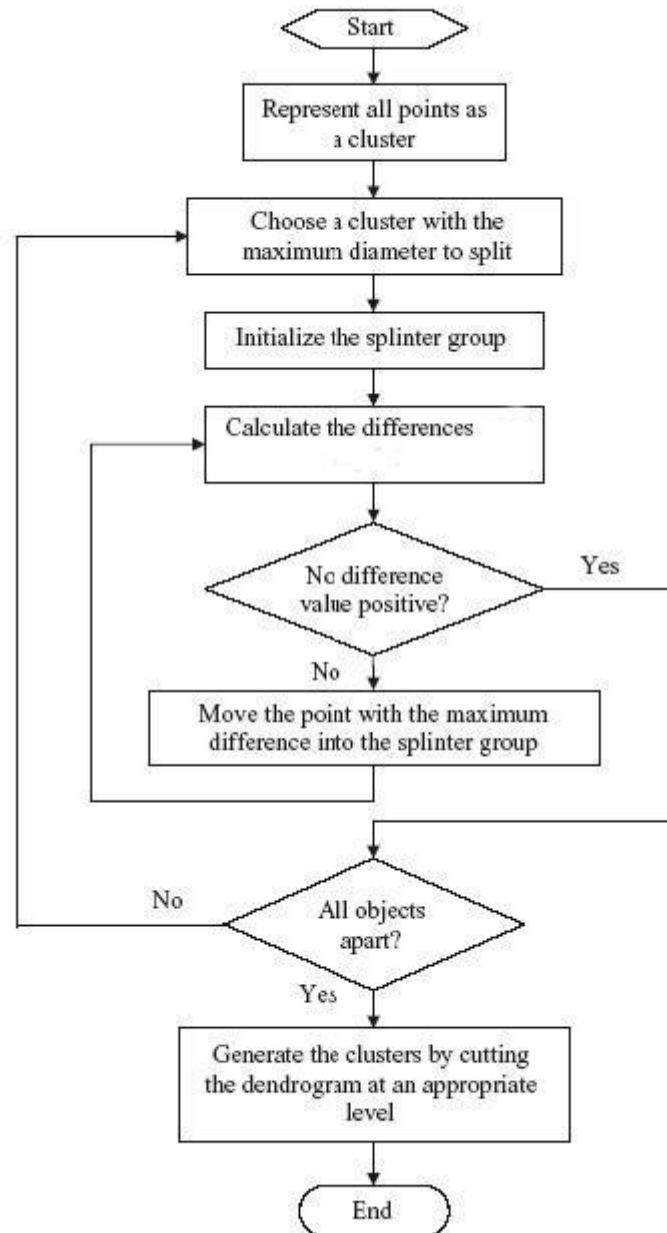 Start
Represent all points as
a cluster
Choose a cluster with the
maximum diameter to split
Initialize the splinter group
Calculate the differences
No difference
value positive?
Yes
No
Move the point with the maximum
difference into the splinter group
No
All objects
apart?
Yes
Generate the clusters by cutting
the dendrogram at an appropriate
level
End